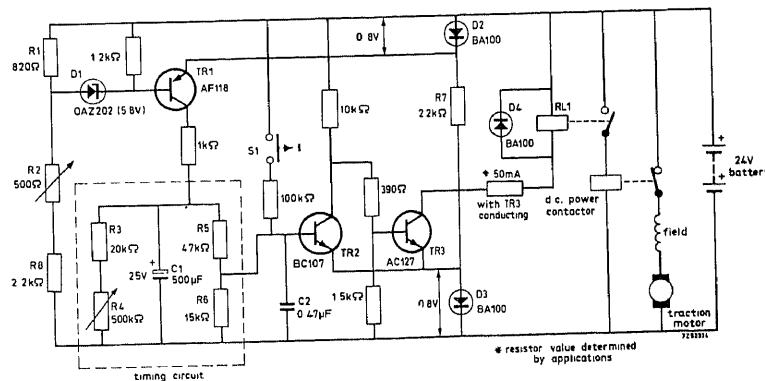 R1
820Ω
1.2kΩ
D1
OAZ202 (5.8V)
TR1
AF118
0.8V
D2
BA100
R7
2.2kΩ
10kΩ
S1
1kΩ
R2
500Ω
390Ω
D4
BA100
RL1
* 50mA
with TR3
conducting
d.c. power
contactor
24V
battery
R3
20kΩ
R5
47kΩ
100kΩ
BC107
TR2
AC127
TR3
field
R8
2.2kΩ
25V
C1
500μF
R4
500kΩ
R6
15kΩ
C2
0.47μF
1.5kΩ
0.8V
D3
BA100
traction
motor
timing circuit
* resistor value determined
by applications